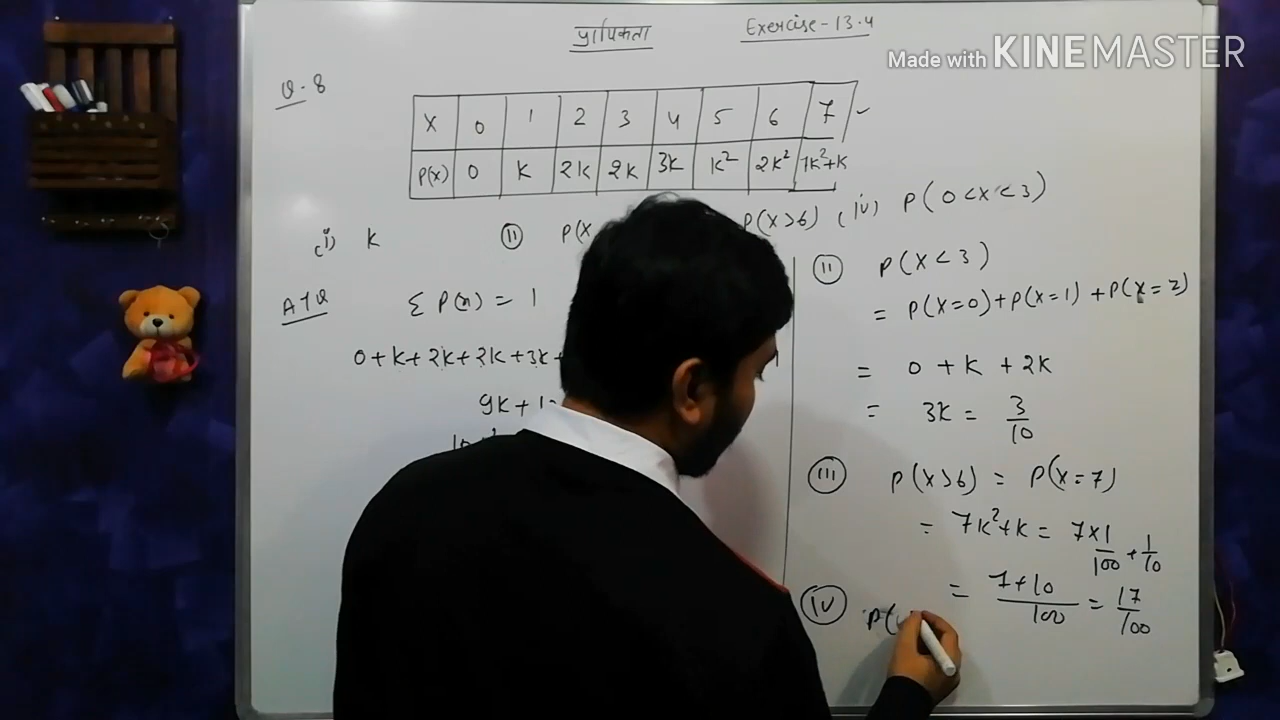 प्रायिकता Exercise-13.4
Made with KINEMASTER
Q.8
X 0 1 2 3 4 5 6 7
P(X) 0 K 2K 2K 3K K² 2K² 7K²+K
(i) K (ii) P(X P(X>6) (iv) P(0<X<3)
A/Q Σ P(x) = 1
0+K+2K+2K+3K+
9K+10
(ii) P(X<3)
= P(X=0)+P(X=1)+P(X=2)
= 0 + K + 2K
= 3K = 3/10
(iii) P(X>6) = P(X=7)
= 7K²+K = 7×1/100 + 1/10
= 7+10/100 = 17/100
(iv) P(